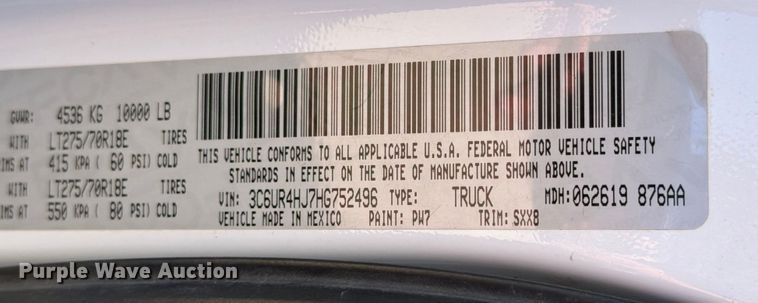 GVWR: 4536 KG 10000 LB
WITH LT275/70R18E TIRES
IMS AT 415 KPA ( 60 PSI) COLD
WITH LT275/70R18E TIRES
IMS AT 550 KPA ( 80 PSI) COLD
THIS VEHICLE CONFORMS TO ALL APPLICABLE U.S.A. FEDERAL MOTOR VEHICLE SAFETY
STANDARDS IN EFFECT ON THE DATE OF MANUFACTURE SHOWN ABOVE.
VIN: 3C6UR4HJ7HG752496 TYPE: TRUCK MDH: 062619 876AA
VEHICLE MADE IN MEXICO PAINT: PW7 TRIM: SXX8
Purple Wave Auction